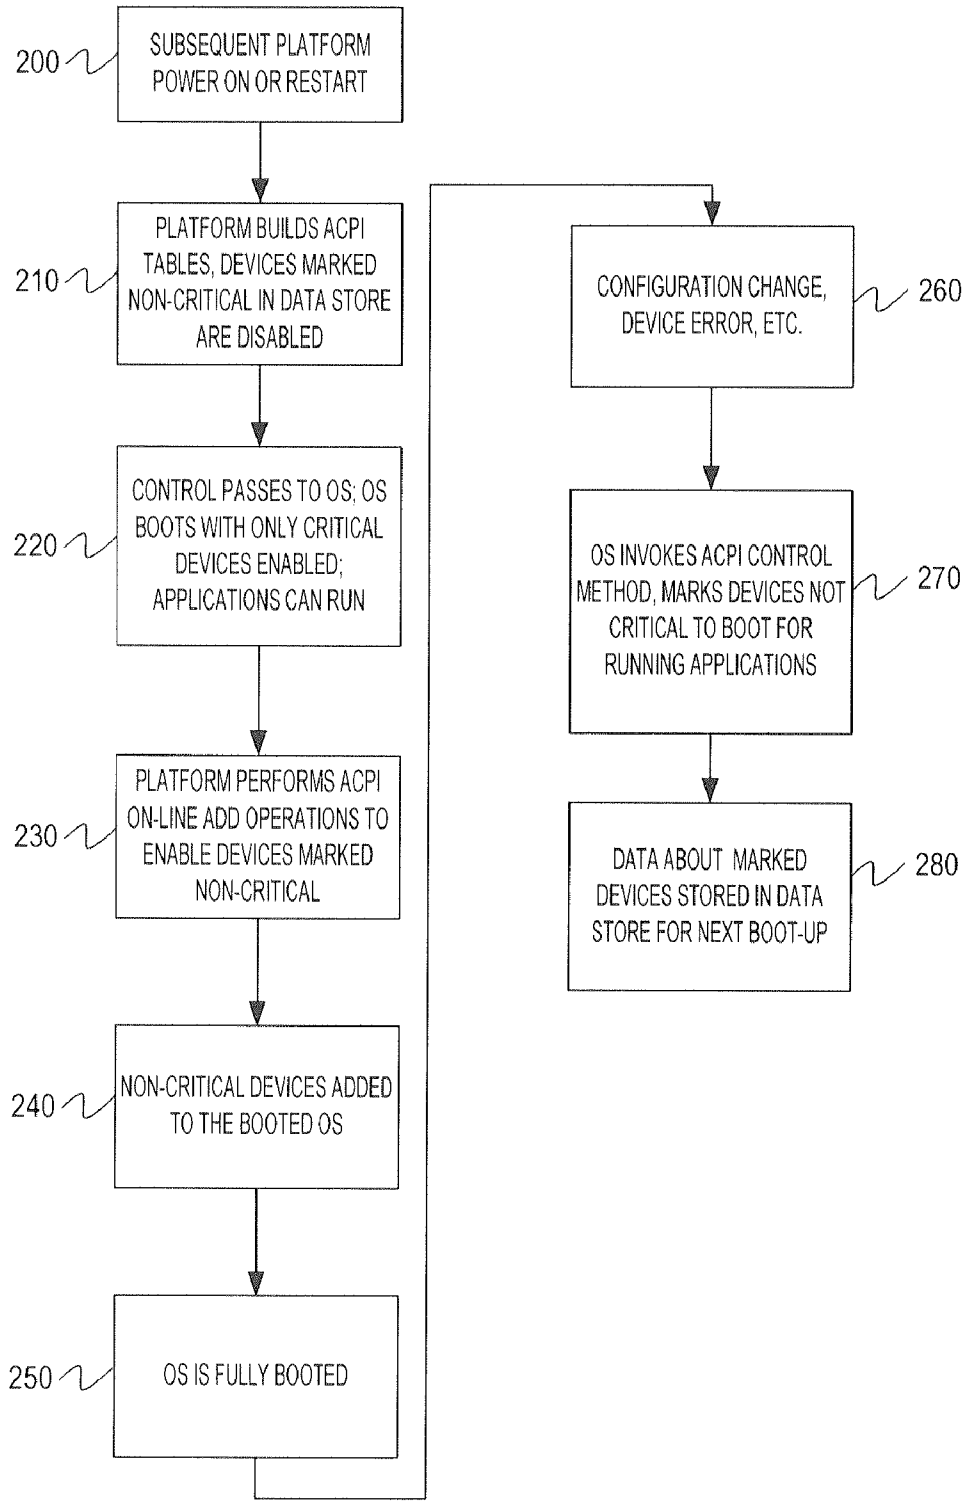 200
SUBSEQUENT PLATFORM
POWER ON OR RESTART
210
PLATFORM BUILDS ACPI
TABLES, DEVICES MARKED
NON-CRITICAL IN DATA STORE
ARE DISABLED
220
CONTROL PASSES TO OS; OS
BOOTS WITH ONLY CRITICAL
DEVICES ENABLED;
APPLICATIONS CAN RUN
230
PLATFORM PERFORMS ACPI
ON-LINE ADD OPERATIONS TO
ENABLE DEVICES MARKED
NON-CRITICAL
240
NON-CRITICAL DEVICES ADDED
TO THE BOOTED OS
250
OS IS FULLY BOOTED
260
CONFIGURATION CHANGE,
DEVICE ERROR, ETC.
270
OS INVOKES ACPI CONTROL
METHOD, MARKS DEVICES NOT
CRITICAL TO BOOT FOR
RUNNING APPLICATIONS
280
DATA ABOUT MARKED
DEVICES STORED IN DATA
STORE FOR NEXT BOOT-UP